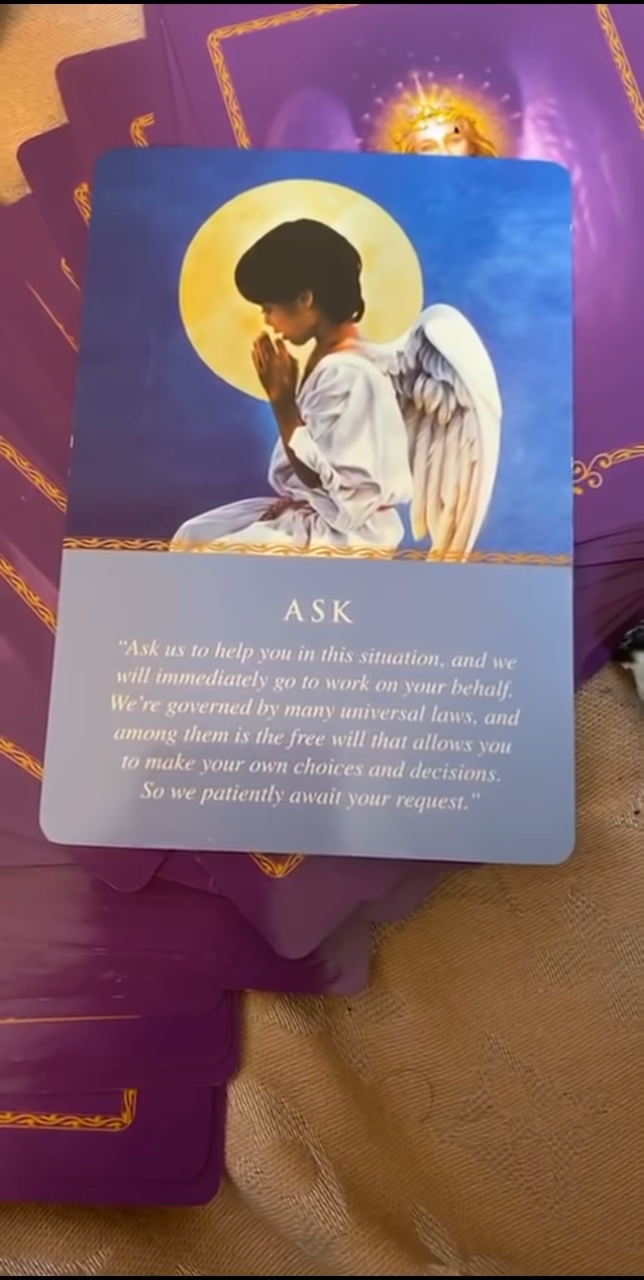 ASK
“Ask us to help you in this situation, and we
will immediately go to work on your behalf.
We're governed by many universal laws, and
among them is the free will that allows you
to make your own choices and decisions.
So we patiently await your request.”